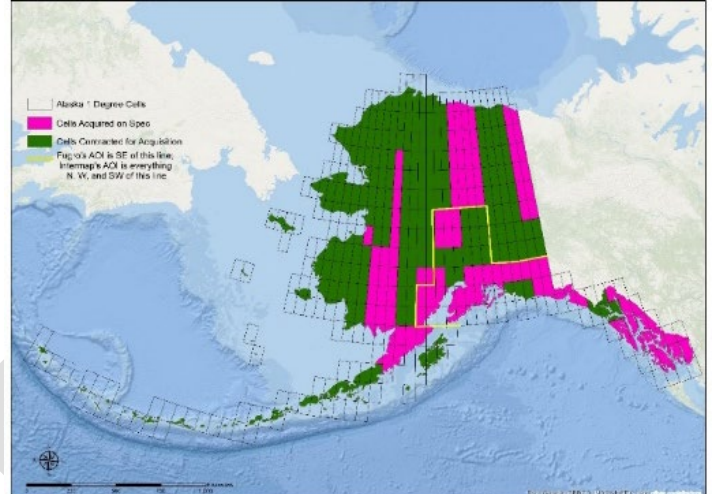 Alaska 1 Degree Cells
Cells Acquired on Spec
Cells Contracted for Acquisition
Fugro's AOI is SE of this line;
Intermap's AOI is everything
N, W, and SW of this line